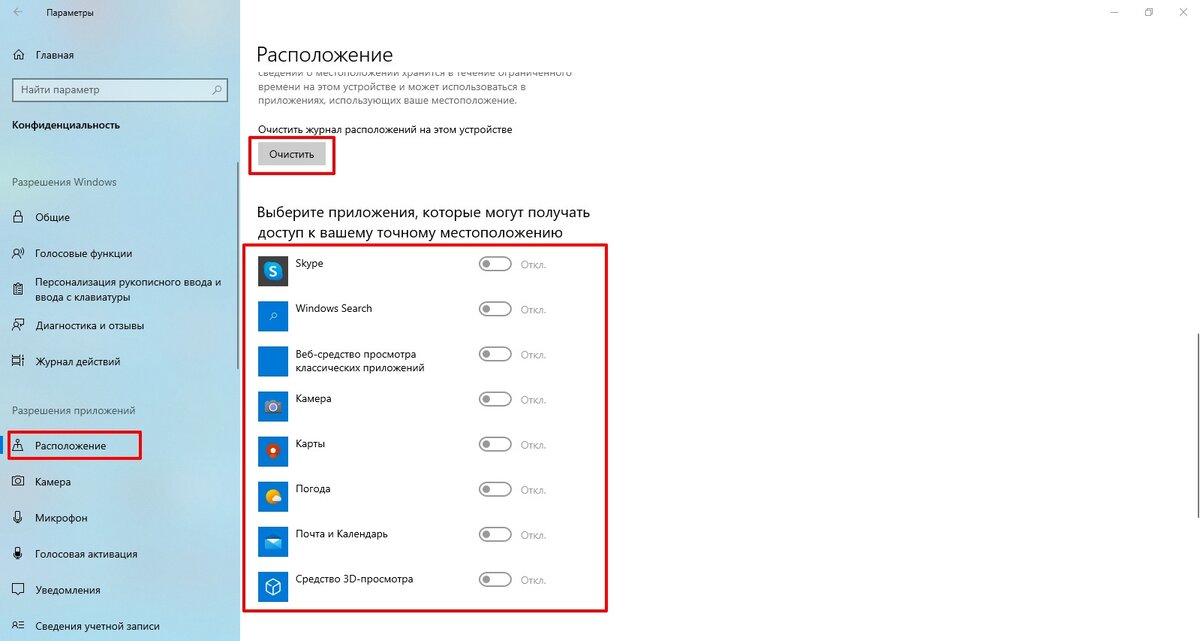 Параметры
Главная
Найти параметр
Конфиденциальность
Разрешения Windows
Общие
Голосовые функции
Персонализация рукописного ввода и
ввода с клавиатуры
Диагностика и отзывы
Журнал действий
Разрешения приложений
Расположение
Камера
Микрофон
Голосовая активация
Уведомления
Сведения учетной записи
Расположение
сведений о местоположении хранится в течение ограниченного
времени на этом устройстве и может использоваться в
приложениях, использующих ваше местоположение.
Очистить журнал расположений на этом устройстве
Очистить
Выберите приложения, которые могут получать
доступ к вашему точному местоположению
Skype Откл.
Windows Search Откл.
Веб-средство просмотра Откл.
классических приложений
Камера Откл.
Карты Откл.
Погода Откл.
Почта и Календарь Откл.
Средство 3D-просмотра Откл.